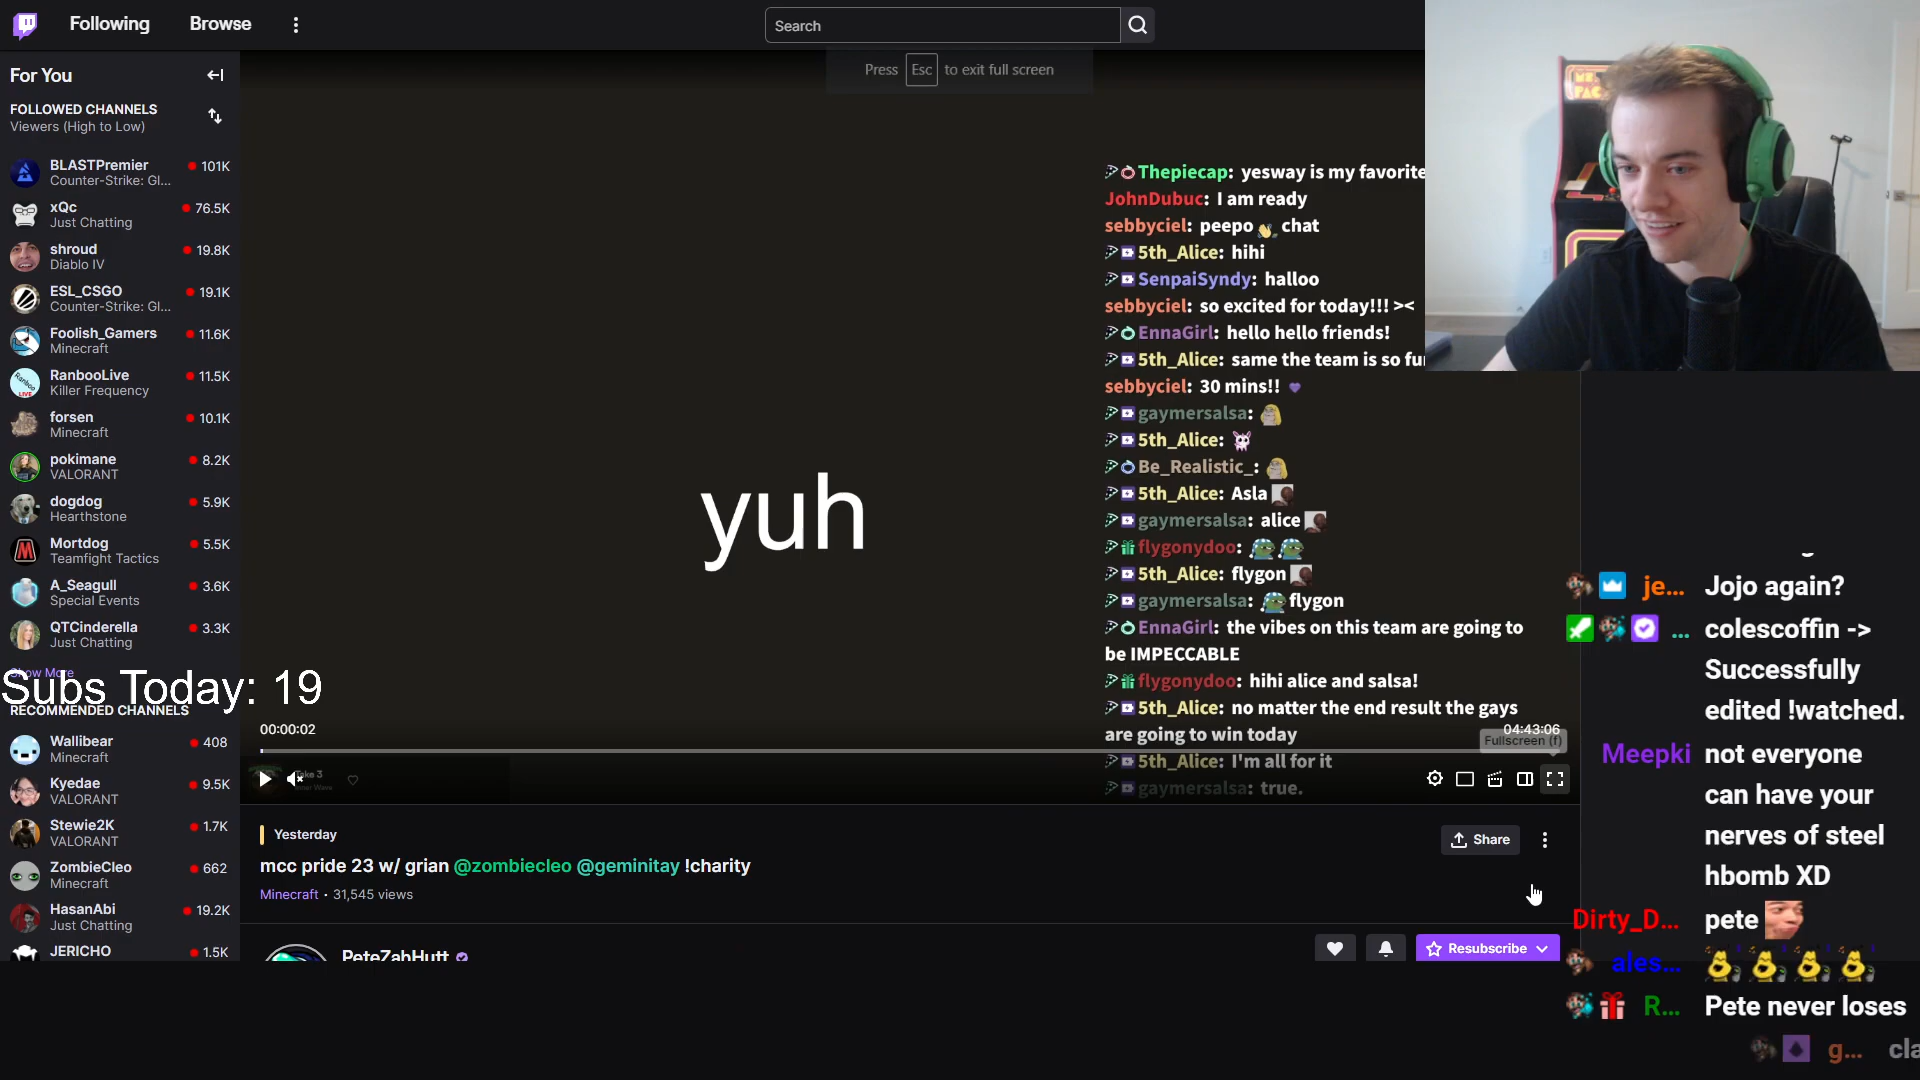 Following
Browse
Search
Press Esc to exit full screen
For You
FOLLOWED CHANNELS
Viewers (High to Low)
BLASTPremier 101K
Counter-Strike: Gl...
xQc 76.5K
Just Chatting
shroud 19.8K
Diablo IV
ESL_CSGO 19.1K
Counter-Strike: Gl...
Foolish_Gamers 11.6K
Minecraft
RanbooLive 11.5K
Killer Frequency
forsen 10.1K
Minecraft
pokimane 8.2K
VALORANT
dogdog 5.9K
Hearthstone
Mortdog 5.5K
Teamfight Tactics
A_Seagull 3.6K
Special Events
QTCinderella 3.3K
Just Chatting
Show More
Subs Today: 19
RECOMMENDED CHANNELS
Wallibear 408
Minecraft
Kyedae 9.5K
VALORANT
Stewie2K 1.7K
VALORANT
ZombieCleo 662
Minecraft
HasanAbi 19.2K
Just Chatting
JERICHO 1.5K
yuh
Thepiecap: yesway is my favorite
JohnDubuc: I am ready
sebbyciel: peepo chat
5th_Alice: hihi
SenpaiSyndy: halloo
sebbyciel: so excited for today!!! ><
EnnaGirl: hello hello friends!
5th_Alice: same the team is so fu
sebbyciel: 30 mins!!
gaymersalsa:
5th_Alice:
Be_Realistic_:
5th_Alice: Asla
gaymersalsa: alice
flygonydoo:
5th_Alice: flygon
gaymersalsa: flygon
EnnaGirl: the vibes on this team are going to
be IMPECCABLE
flygonydoo: hihi alice and salsa!
5th_Alice: no matter the end result the gays
are going to win today
5th_Alice: I'm all for it
gaymersalsa: true.
00:00:02
04:43:06
Fullscreen (f)
Take 3
Yesterday
Share
mcc pride 23 w/ grian @zombiecleo @geminitay !charity
Minecraft • 31,545 views
PeteZahHutt
Resubscribe
je... Jojo again?
... colescoffin ->
Successfully
edited !watched.
Meepki not everyone
can have your
nerves of steel
hbomb XD
Dirty_D... pete
ales...
R... Pete never loses
g... cla